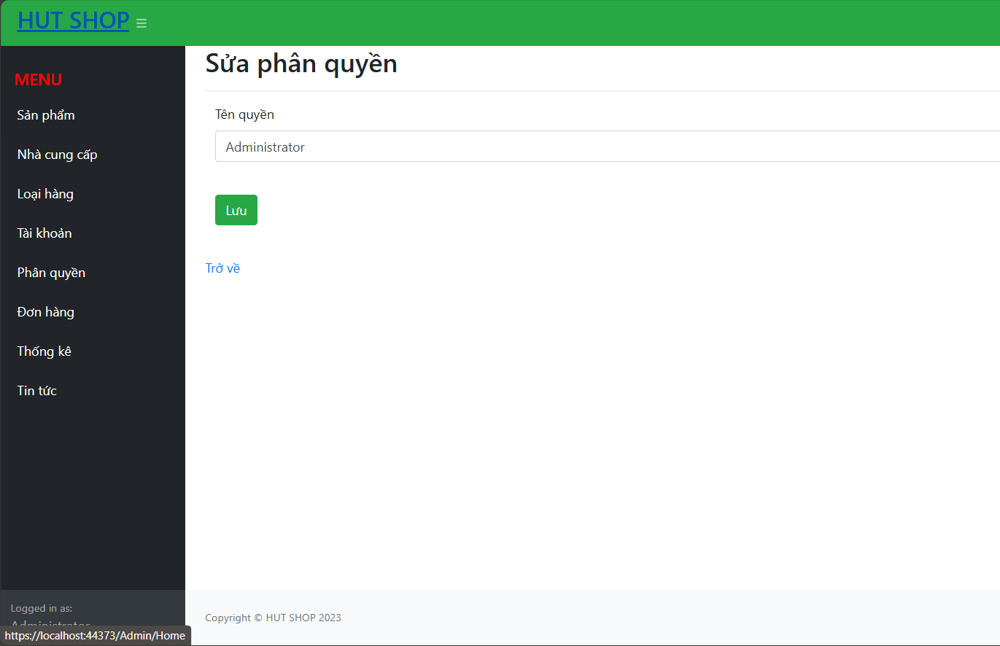 HUT SHOP
Sửa phân quyền
MENU
Tên quyền
Sản phẩm
Administrator
Nhà cung cấp
Loại hàng
Lưu
Tài khoản
Trở về
Phân quyền
Đơn hàng
Thống kê
Tin tức
Logged in as:
Administrator
Copyright © HUT SHOP 2023
https://localhost:44373/Admin/Home